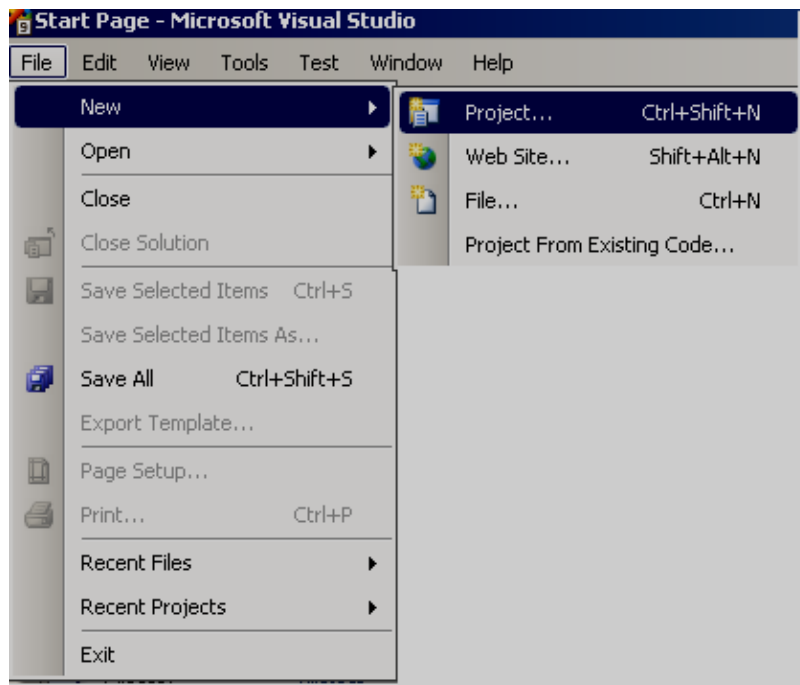 Start Page - Microsoft Visual Studio
File Edit View Tools Test Window Help
New
Project... Ctrl+Shift+N
Open
Web Site... Shift+Alt+N
Close
File... Ctrl+N
Close Solution
Project From Existing Code...
Save Selected Items Ctrl+S
Save Selected Items As...
Save All Ctrl+Shift+S
Export Template...
Page Setup...
Print... Ctrl+P
Recent Files
Recent Projects
Exit